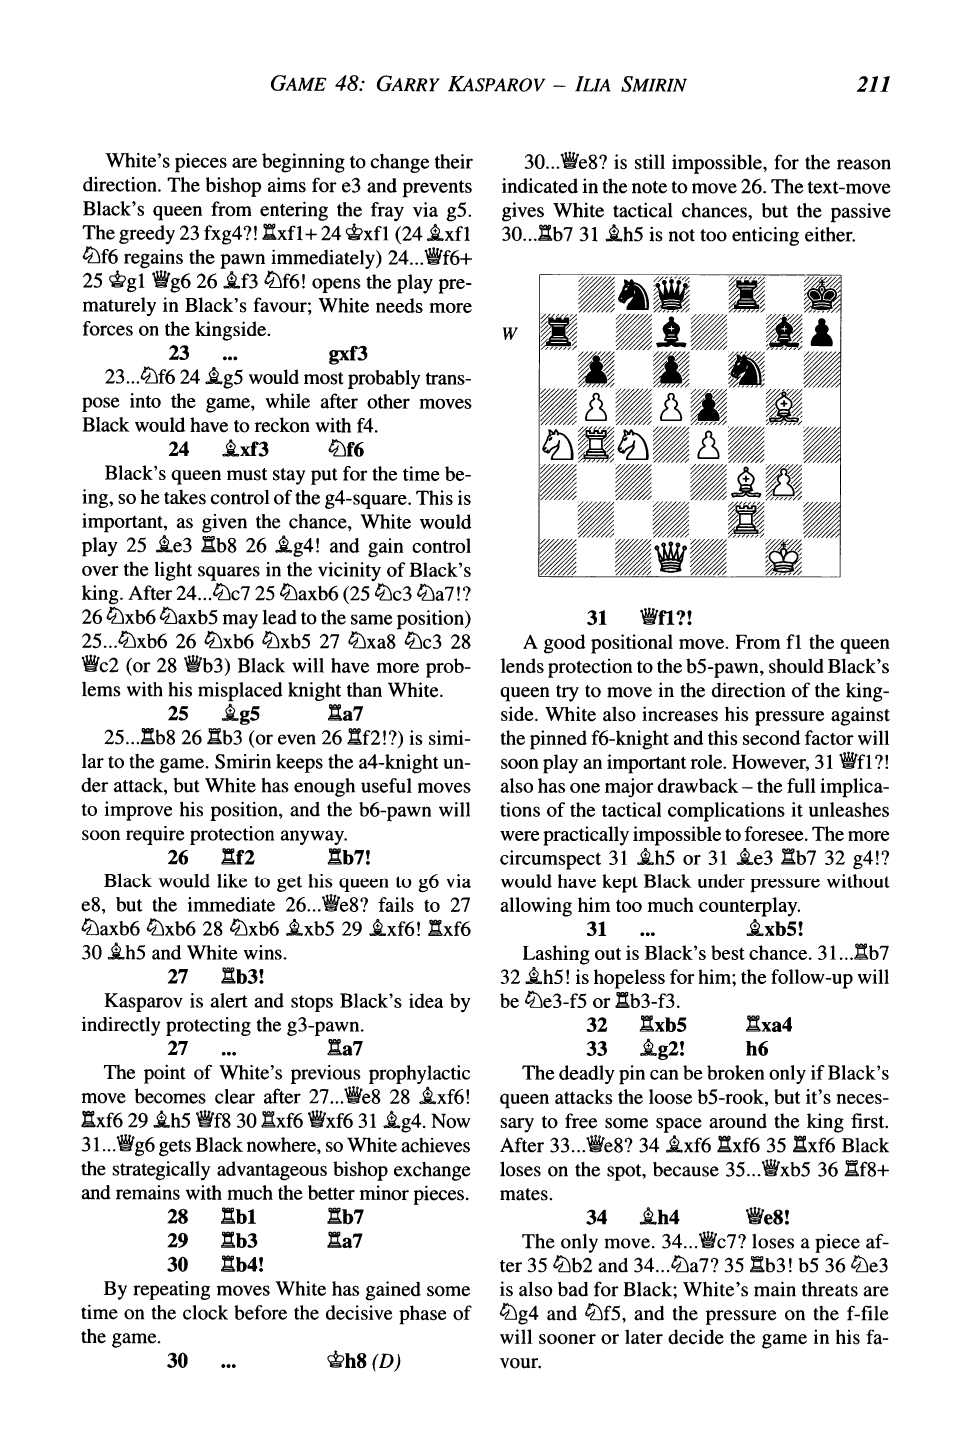 GAME 48: GARRY KASPAROV – ILIA SMIRIN 211
White's pieces are beginning to change their
direction. The bishop aims for e3 and prevents
Black's queen from entering the fray via g5.
The greedy 23 fxg4?! ♖xf1+ 24 ♔xf1 (24 ♗xf1
♘f6 regains the pawn immediately) 24...♕f6+
25 ♔g1 ♕g6 26 ♗f3 ♘f6! opens the play pre-
maturely in Black's favour; White needs more
forces on the kingside.
23 ... gxf3
23...♘f6 24 ♗g5 would most probably trans-
pose into the game, while after other moves
Black would have to reckon with f4.
24 ♗xf3 ♘f6
Black's queen must stay put for the time be-
ing, so he takes control of the g4-square. This is
important, as given the chance, White would
play 25 ♗e3 ♖b8 26 ♗g4! and gain control
over the light squares in the vicinity of Black's
king. After 24...♘c7 25 ♘axb6 (25 ♘c3 ♘a7!?
26 ♘xb6 ♘axb5 may lead to the same position)
25...♘xb6 26 ♘xb6 ♘xb5 27 ♘xa8 ♘c3 28
♕c2 (or 28 ♕b3) Black will have more prob-
lems with his misplaced knight than White.
25 ♗g5 ♖a7
25...♖b8 26 ♖b3 (or even 26 ♖f2!?) is simi-
lar to the game. Smirin keeps the a4-knight un-
der attack, but White has enough useful moves
to improve his position, and the b6-pawn will
soon require protection anyway.
26 ♖f2 ♖b7!
Black would like to get his queen to g6 via
e8, but the immediate 26...♕e8? fails to 27
♘axb6 ♘xb6 28 ♘xb6 ♗xb5 29 ♗xf6! ♖xf6
30 ♗h5 and White wins.
27 ♖b3!
Kasparov is alert and stops Black's idea by
indirectly protecting the g3-pawn.
27 ... ♖a7
The point of White's previous prophylactic
move becomes clear after 27...♕e8 28 ♗xf6!
♖xf6 29 ♗h5 ♕f8 30 ♖xf6 ♕xf6 31 ♗g4. Now
31...♕g6 gets Black nowhere, so White achieves
the strategically advantageous bishop exchange
and remains with much the better minor pieces.
28 ♖b1 ♖b7
29 ♖b3 ♖a7
30 ♖b4!
By repeating moves White has gained some
time on the clock before the decisive phase of
the game.
30 ... ♔h8 (D)
30...♕e8? is still impossible, for the reason
indicated in the note to move 26. The text-move
gives White tactical chances, but the passive
30...♖b7 31 ♗h5 is not too enticing either.
W
31 ♕f1?!
A good positional move. From f1 the queen
lends protection to the b5-pawn, should Black's
queen try to move in the direction of the king-
side. White also increases his pressure against
the pinned f6-knight and this second factor will
soon play an important role. However, 31 ♕f1?!
also has one major drawback – the full implica-
tions of the tactical complications it unleashes
were practically impossible to foresee. The more
circumspect 31 ♗h5 or 31 ♗e3 ♖b7 32 g4!?
would have kept Black under pressure without
allowing him too much counterplay.
31 ... ♗xb5!
Lashing out is Black's best chance. 31...♖b7
32 ♗h5! is hopeless for him; the follow-up will
be ♘e3-f5 or ♖b3-f3.
32 ♖xb5 ♖xa4
33 ♗g2! h6
The deadly pin can be broken only if Black's
queen attacks the loose b5-rook, but it's neces-
sary to free some space around the king first.
After 33...♕e8? 34 ♗xf6 ♖xf6 35 ♖xf6 Black
loses on the spot, because 35...♕xb5 36 ♖f8+
mates.
34 ♗h4 ♕e8!
The only move. 34...♕c7? loses a piece af-
ter 35 ♘b2 and 34...♘a7? 35 ♖b3! b5 36 ♘e3
is also bad for Black; White's main threats are
♘g4 and ♘f5, and the pressure on the f-file
will sooner or later decide the game in his fa-
vour.